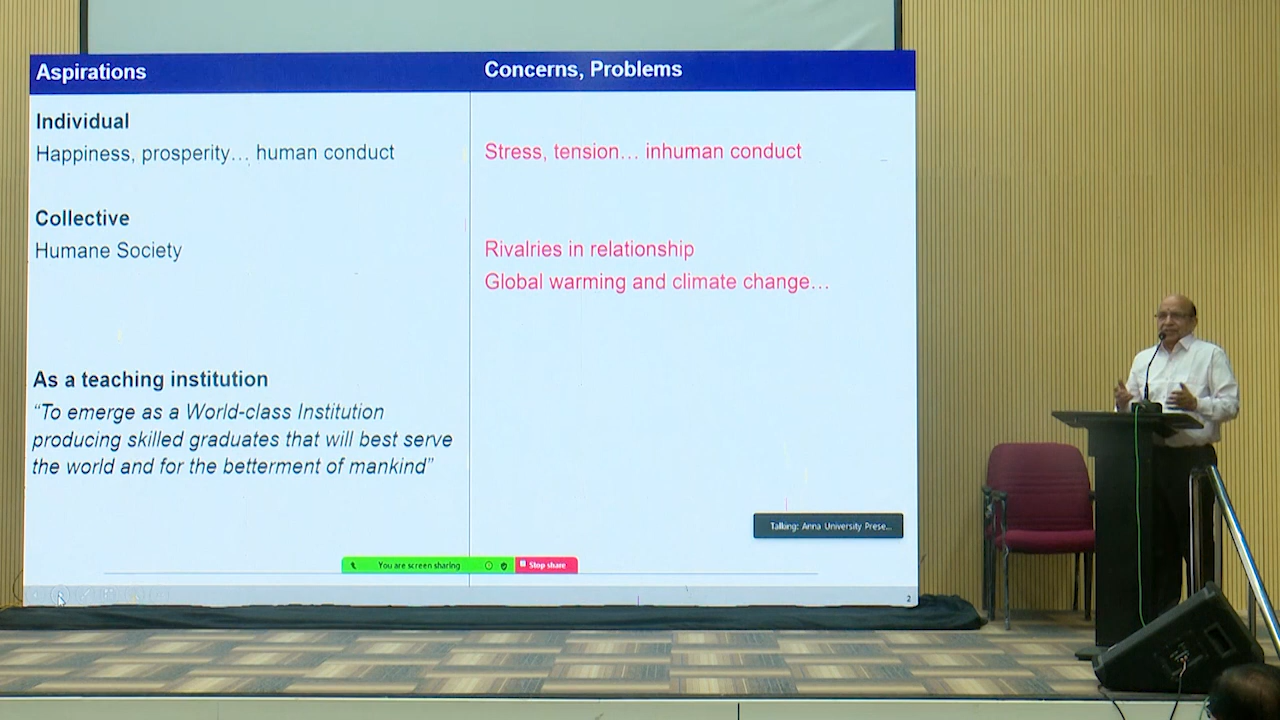 Aspirations
Concerns, Problems
Individual
Happiness, prosperity… human conduct
Stress, tension… inhuman conduct
Collective
Humane Society
Rivalries in relationship
Global warming and climate change…
As a teaching institution
“To emerge as a World-class Institution
producing skilled graduates that will best serve
the world and for the betterment of mankind”
Talking: Anna University Prese...
You are screen sharing
Stop share
2